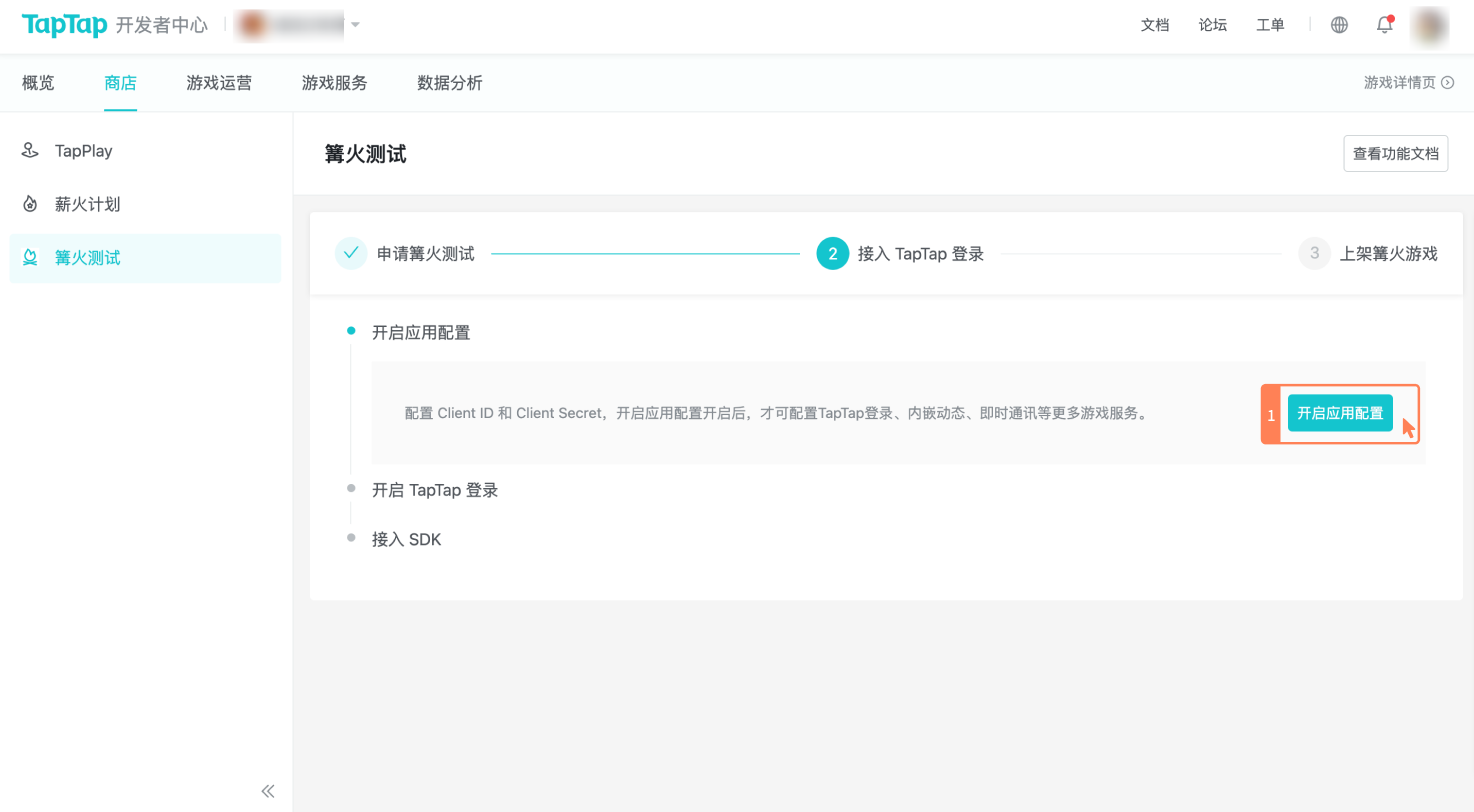 TapTap 开发者中心
文档 论坛 工单
概览 商店 游戏运营 游戏服务 数据分析 游戏详情页
TapPlay
薪火计划
篝火测试
篝火测试
查看功能文档
申请篝火测试 2 接入 TapTap 登录 3 上架篝火游戏
开启应用配置
配置 Client ID 和 Client Secret，开启应用配置开启后，才可配置TapTap登录、内嵌动态、即时通讯等更多游戏服务。
1 开启应用配置
开启 TapTap 登录
接入 SDK